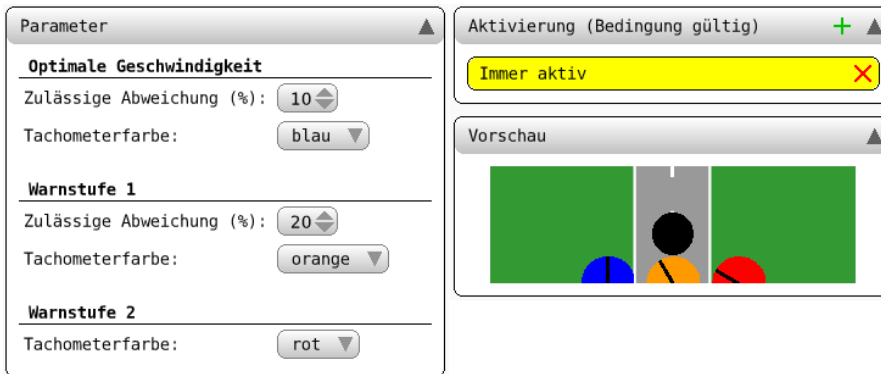 Parameter
Optimale Geschwindigkeit
Zulässige Abweichung (%): 10
Tachometerfarbe: blau
Warnstufe 1
Zulässige Abweichung (%): 20
Tachometerfarbe: orange
Warnstufe 2
Tachometerfarbe: rot
Aktivierung (Bedingung gültig)
Immer aktiv
Vorschau